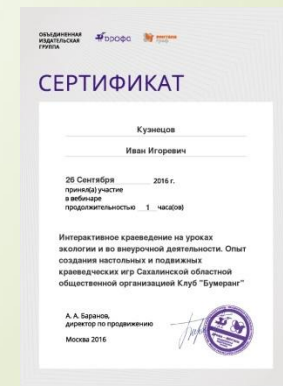 ОБЪЕДИНЕННАЯ
ИЗДАТЕЛЬСКАЯ
ГРУППА
дрофа
СЕРТИФИКАТ
Кузнецов
Иван Игоревич
26 Сентября 2016 г.
принял(а) участие
в вебинаре
продолжительностью 1 часа(ов)
Интерактивное краеведение на уроках
экологии и во внеурочной деятельности. Опыт
создания настольных и подвижных
краеведческих игр Сахалинской областной
общественной организацией Клуб "Бумеранг"
А. А. Баранов,
директор по продвижению
Москва 2016